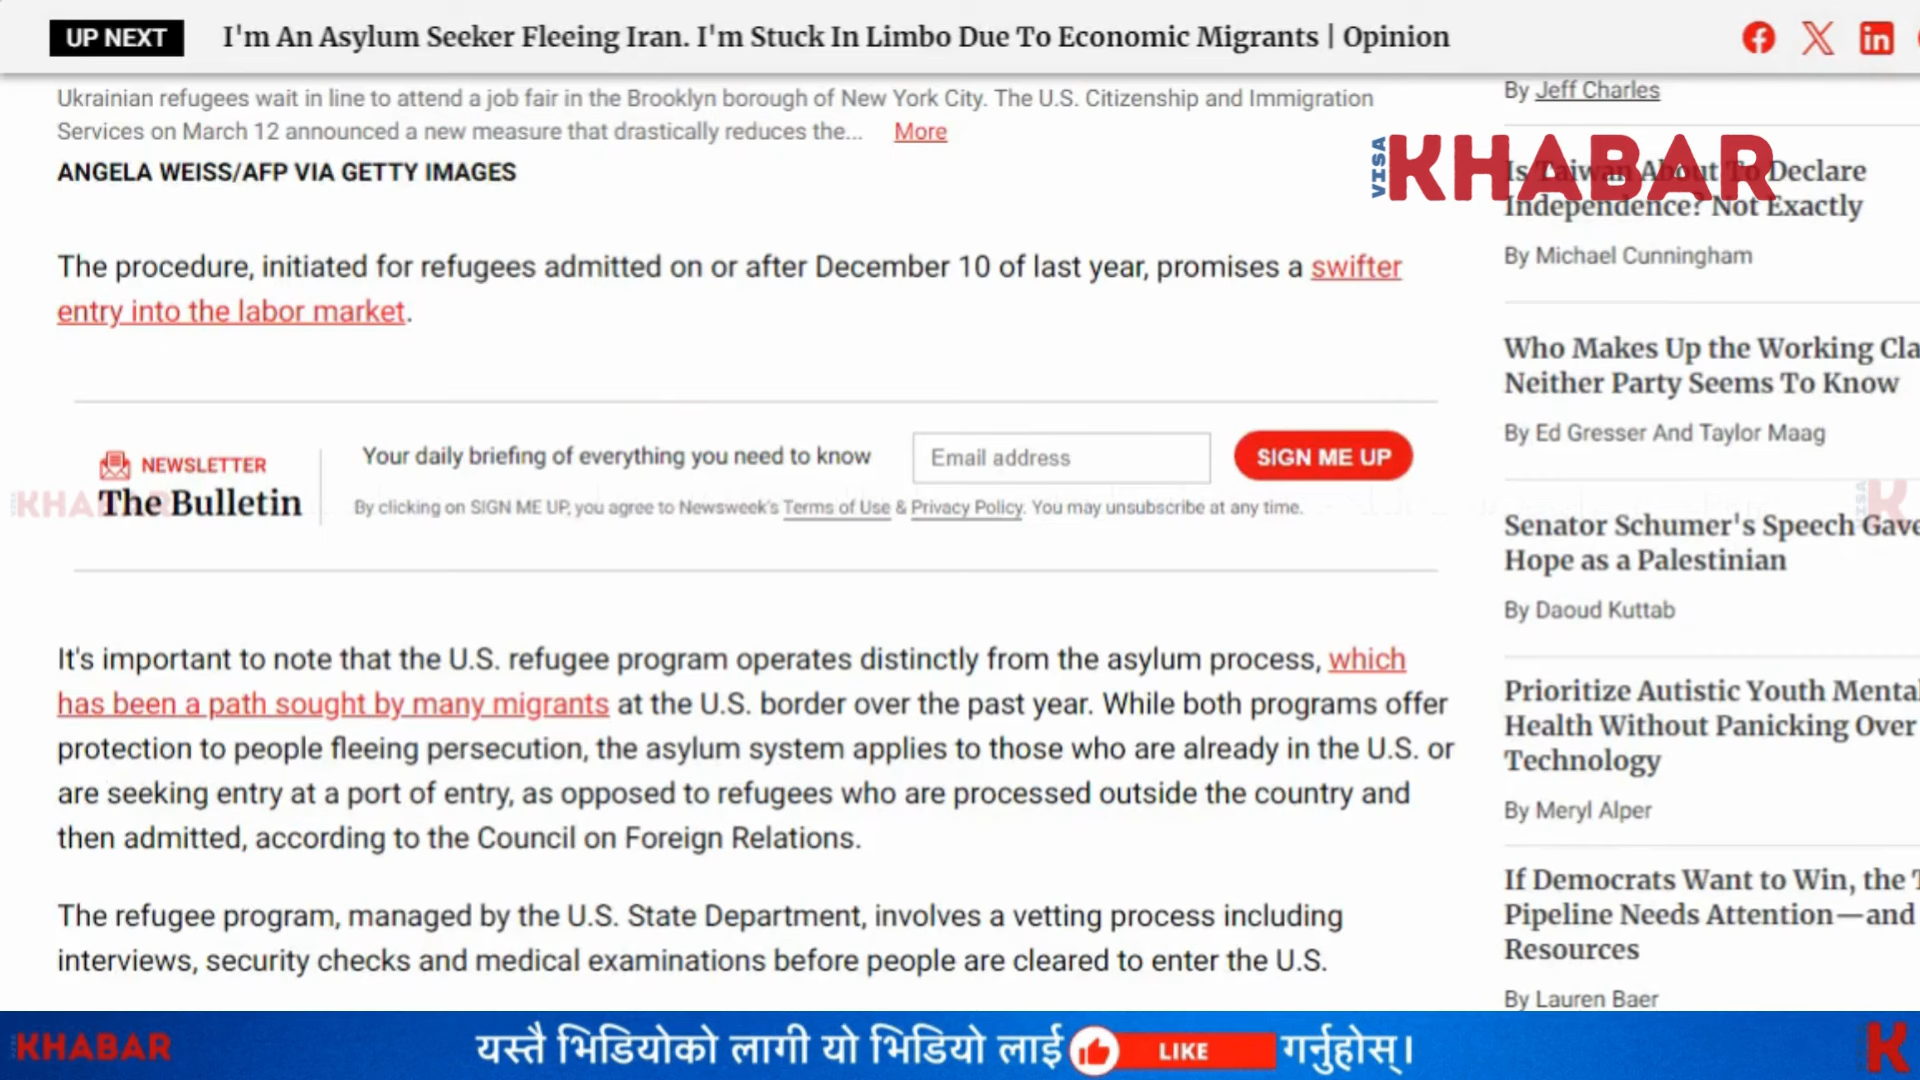 UP NEXT I'm An Asylum Seeker Fleeing Iran. I'm Stuck In Limbo Due To Economic Migrants | Opinion
Ukrainian refugees wait in line to attend a job fair in the Brooklyn borough of New York City. The U.S. Citizenship and Immigration
Services on March 12 announced a new measure that drastically reduces the... More
ANGELA WEISS/AFP VIA GETTY IMAGES
The procedure, initiated for refugees admitted on or after December 10 of last year, promises a swifter
entry into the labor market.
NEWSLETTER
The Bulletin
Your daily briefing of everything you need to know
Email address
SIGN ME UP
By clicking on SIGN ME UP, you agree to Newsweek's Terms of Use & Privacy Policy. You may unsubscribe at any time.
It's important to note that the U.S. refugee program operates distinctly from the asylum process, which
has been a path sought by many migrants at the U.S. border over the past year. While both programs offer
protection to people fleeing persecution, the asylum system applies to those who are already in the U.S. or
are seeking entry at a port of entry, as opposed to refugees who are processed outside the country and
then admitted, according to the Council on Foreign Relations.
The refugee program, managed by the U.S. State Department, involves a vetting process including
interviews, security checks and medical examinations before people are cleared to enter the U.S.
By Jeff Charles
VISA KHABAR
Is Taiwan About To Declare
Independence? Not Exactly
By Michael Cunningham
Who Makes Up the Working Cla
Neither Party Seems To Know
By Ed Gresser And Taylor Maag
Senator Schumer's Speech Gave
Hope as a Palestinian
By Daoud Kuttab
Prioritize Autistic Youth Mental
Health Without Panicking Over
Technology
By Meryl Alper
If Democrats Want to Win, the T
Pipeline Needs Attention—and
Resources
By Lauren Baer
KHABAR
VISA K
VISA KHABAR
यस्तै भिडियोको लागी यो भिडियो लाई LIKE गर्नुहोस्।
K